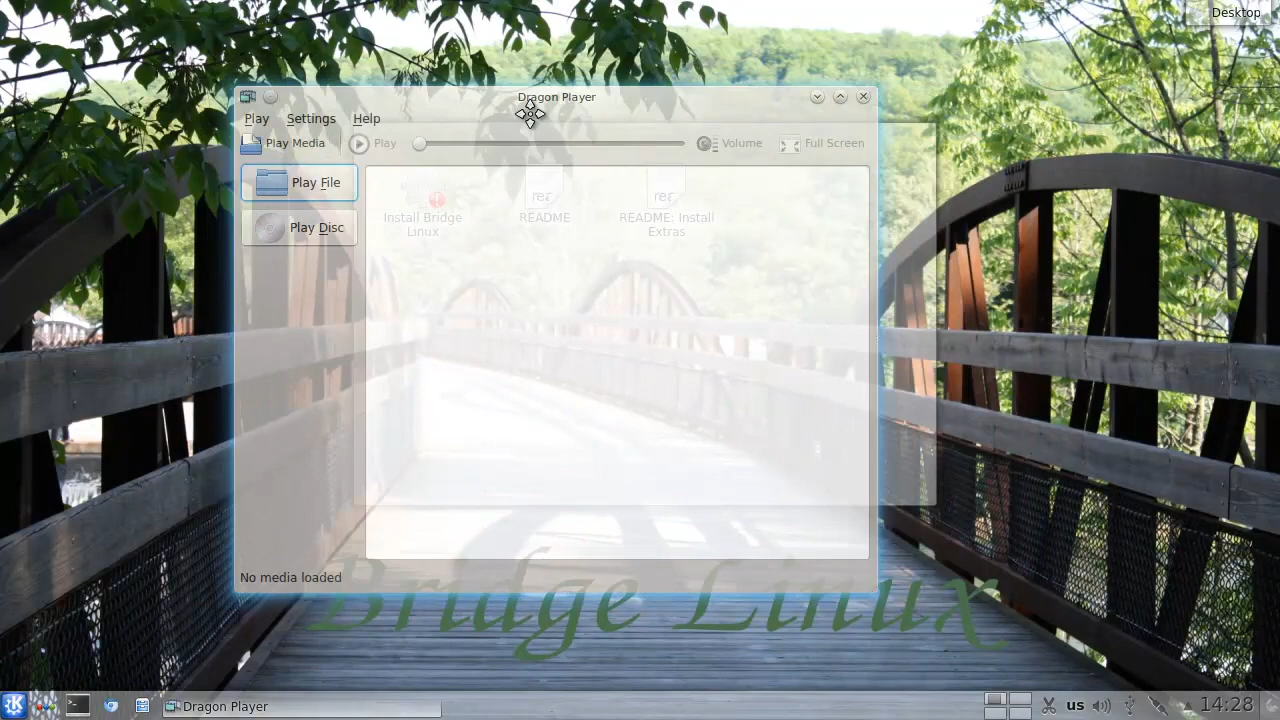 Desktop
Dragon Player
Play Settings Help
Play Media Play Volume Full Screen
Play File
Play Disc
Install Bridge
Linux
README
README: Install
Extras
No media loaded
Bridge Linux
Dragon Player
us
14:28